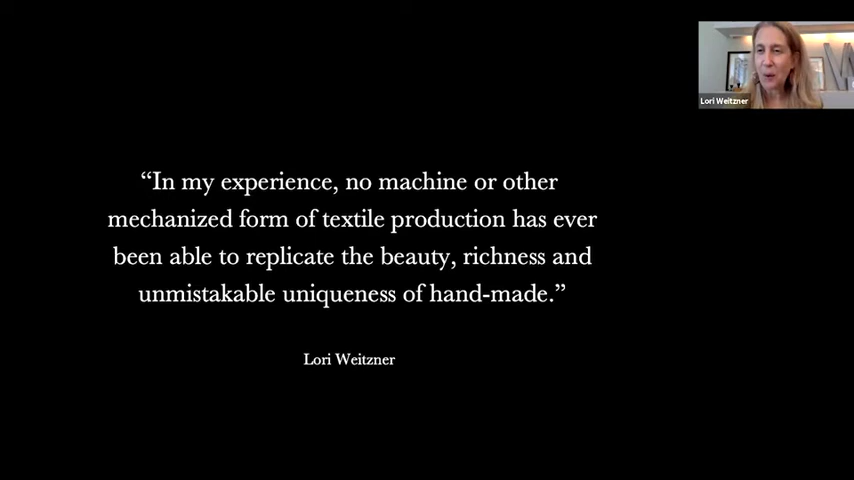 “In my experience, no machine or other
mechanized form of textile production has ever
been able to replicate the beauty, richness and
unmistakable uniqueness of hand-made.”
Lori Weitzner
Lori Weitzner